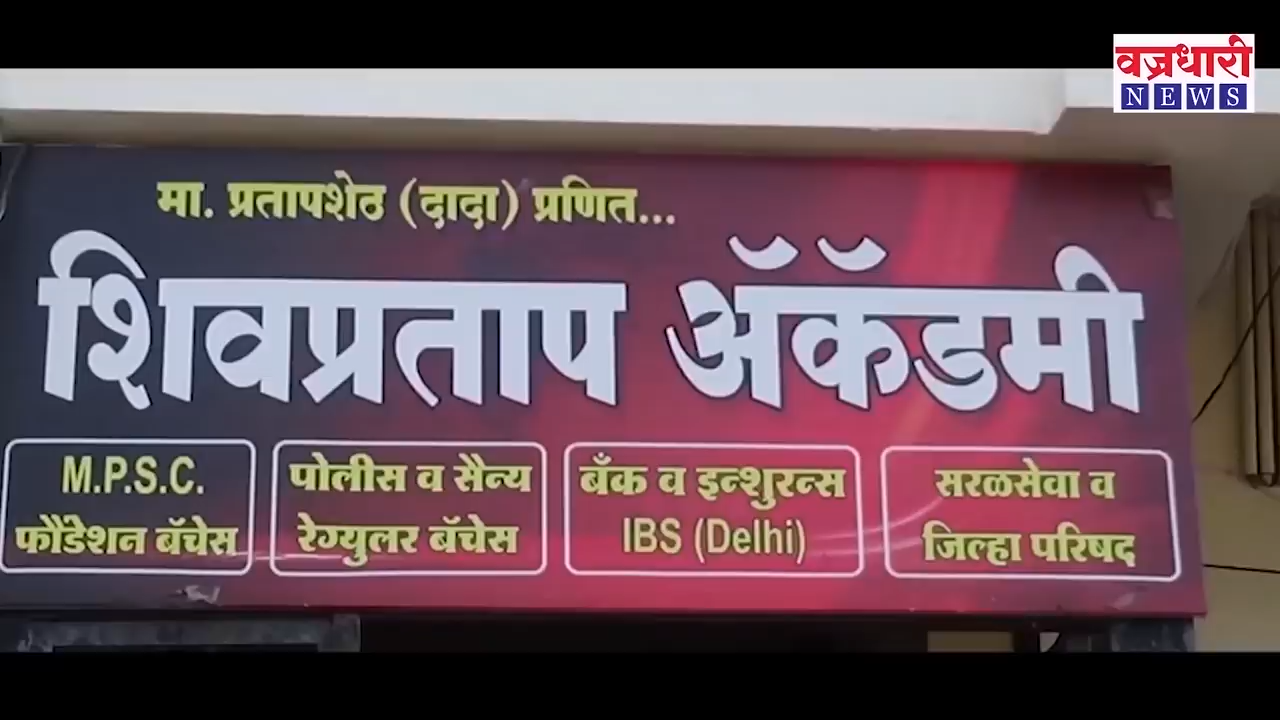 वज्रधारी
NEWS
मा. प्रतापशेठ (दादा) प्रणित...
शिवप्रताप ॲकॅडमी
M.P.S.C.
फौंडेशन बॅचेस
पोलीस व सैन्य
रेग्युलर बॅचेस
बँक व इन्शुरन्स
IBS (Delhi)
सरळसेवा व
जिल्हा परिषद